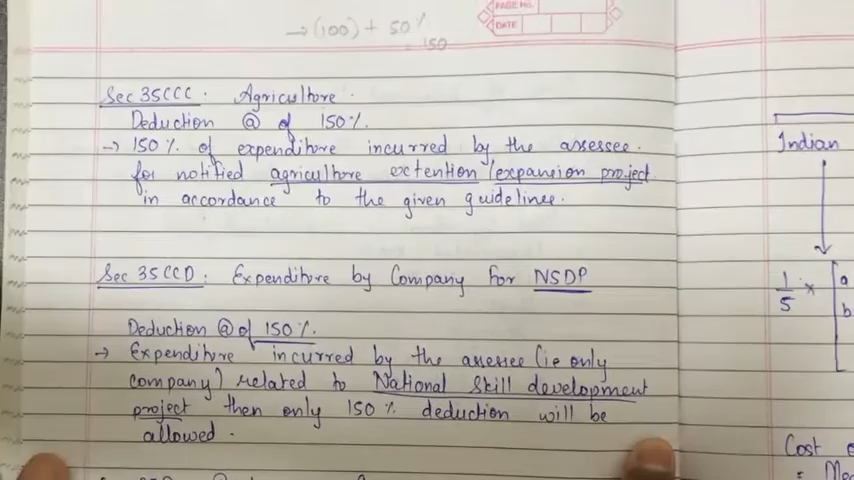 PAGE NO.
DATE
→ (100) + 50%
= 150
Sec 35CCC. Agriculture.
Deduction @ of 150%.
→ 150% of expenditure incurred by the assessee.
for notified agriculture extention/expansion project
in accordance to the given guidelines.
Sec 35CCD: Expenditure by Company For NSDP
Deduction @ of 150%.
→ Expenditure incurred by the assessee (ie only
company) related to National Skill development
project then only 150% deduction will be
allowed.
Indian
1/5 × [a
b
Cost
=